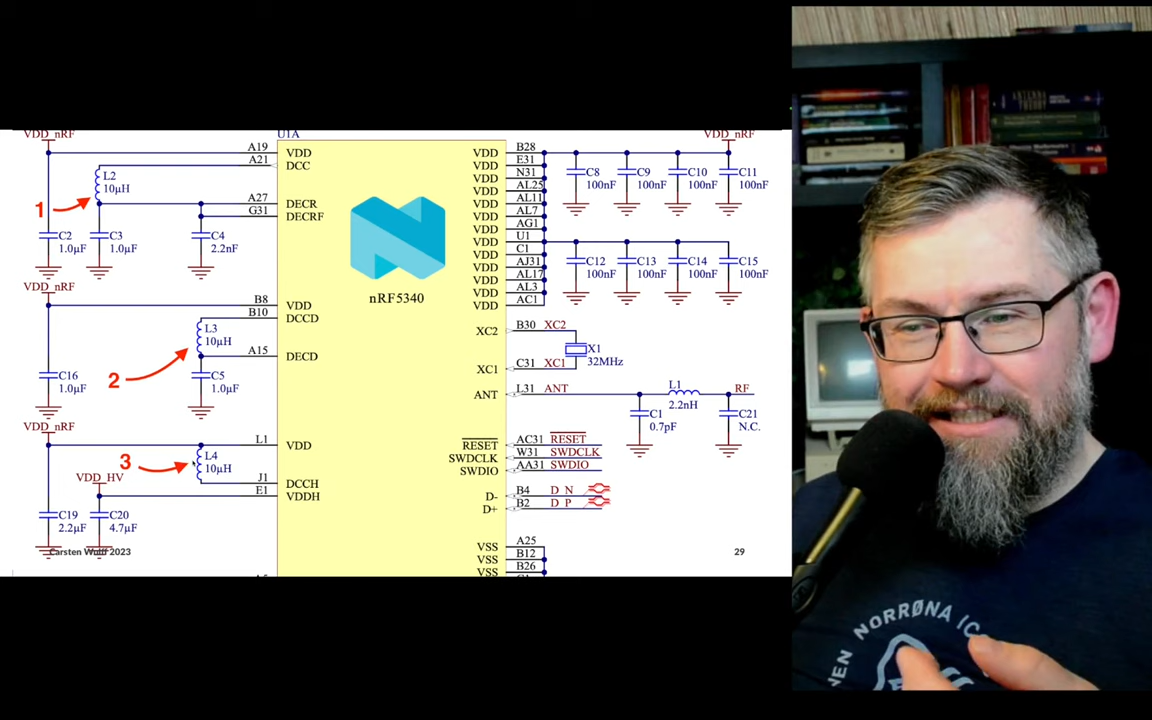 VDD_nRF
U1A
VDD_nRF
A19
VDD
A21
DCC
L2
10μH
1
A27
DECR
G31
DECRF
C2
1.0μF
C3
1.0μF
C4
2.2nF
VDD_nRF
B8
VDD
B10
DCCD
L3
10μH
2
A15
DECD
C16
1.0μF
C5
1.0μF
VDD_nRF
L1
VDD
L4
10μH
3
VDD_HV
J1
DCCH
E1
VDDH
C19
2.2μF
C20
4.7μF
Carsten Wulff 2023
nRF5340
VDD B28
VDD E31
VDD N31
VDD AL25
VDD AL11
VDD AL7
VDD AG1
VDD U1
VDD C1
VDD AJ31
VDD AL17
VDD AL3
VDD AC1
C8
100nF
C9
100nF
C10
100nF
C11
100nF
C12
100nF
C13
100nF
C14
100nF
C15
100nF
XC2 B30 XC2
X1
32MHz
XC1 C31 XC1
ANT L31 ANT
L1
2.2nH
RF
C1
0.7pF
C21
N.C.
RESET AC31 RESET
SWDCLK W31 SWDCLK
SWDIO AA31 SWDIO
D- B4 D_N
D+ B2 D_P
VSS A25
VSS B12
VSS B26
29
ANTENNA
THEORY
NORRØNA